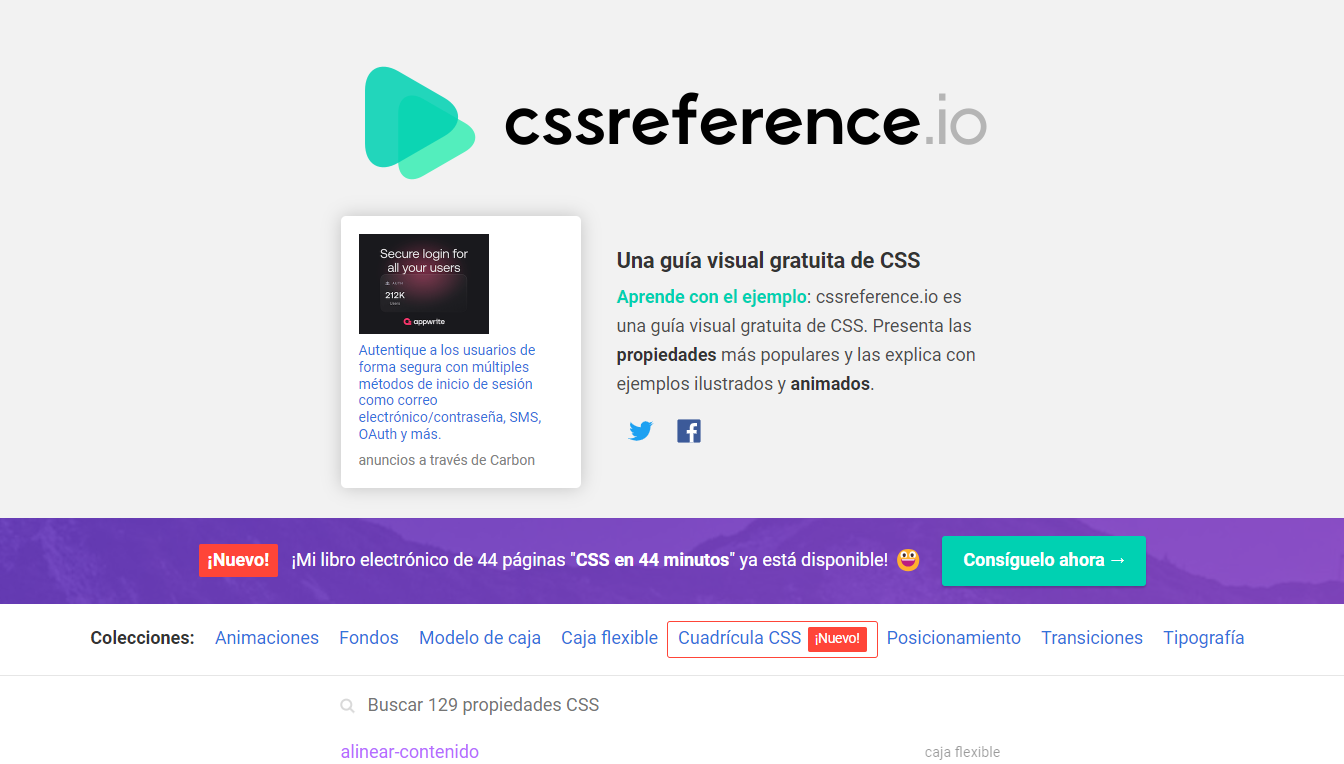 cssreference.io
Secure login for
all your users
AUTH
212K
Users
appwrite
Autentique a los usuarios de
forma segura con múltiples
métodos de inicio de sesión
como correo
electrónico/contraseña, SMS,
OAuth y más.
anuncios a través de Carbon
Una guía visual gratuita de CSS
Aprende con el ejemplo: cssreference.io es
una guía visual gratuita de CSS. Presenta las
propiedades más populares y las explica con
ejemplos ilustrados y animados.
¡Nuevo! ¡Mi libro electrónico de 44 páginas "CSS en 44 minutos" ya está disponible! Consíguelo ahora →
Colecciones: Animaciones Fondos Modelo de caja Caja flexible Cuadrícula CSS ¡Nuevo! Posicionamiento Transiciones Tipografía
Buscar 129 propiedades CSS
alinear-contenido caja flexible